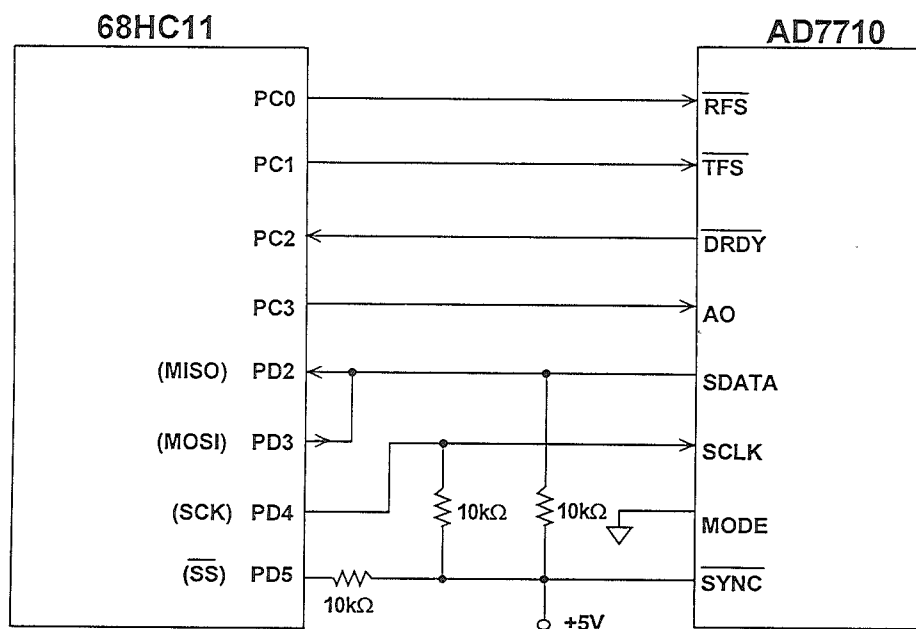 68HC11
AD7710
PC0
RFS
PC1
TFS
PC2
DRDY
PC3
AO
(MISO) PD2
SDATA
(MOSI) PD3
SCLK
(SCK) PD4
10kΩ
10kΩ
MODE
(SS) PD5
SYNC
10kΩ
+5V